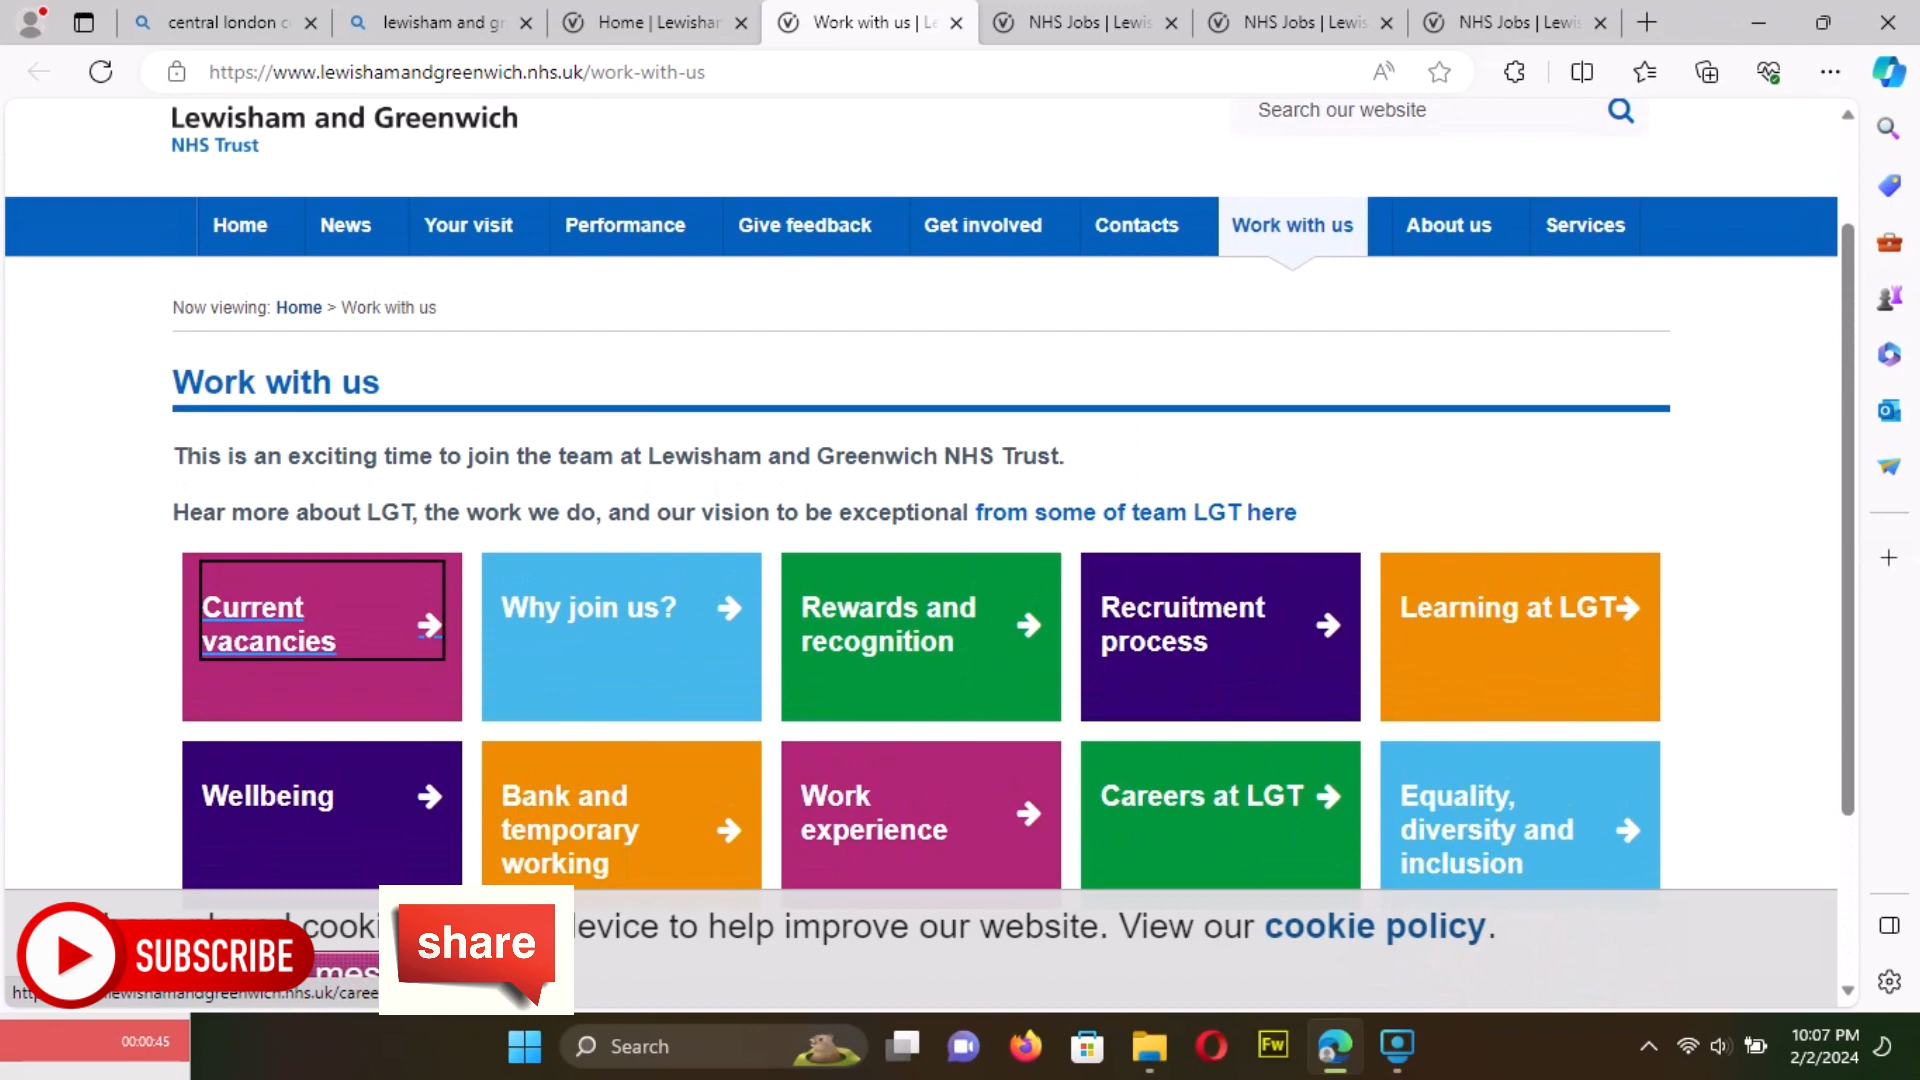 central london c
lewisham and gr
Home | Lewishar
Work with us | Le
NHS Jobs | Lewis
NHS Jobs | Lewis
NHS Jobs | Lewis
https://www.lewishamandgreenwich.nhs.uk/work-with-us
Lewisham and Greenwich
NHS Trust
Search our website
Home
News
Your visit
Performance
Give feedback
Get involved
Contacts
Work with us
About us
Services
Now viewing: Home > Work with us
Work with us
This is an exciting time to join the team at Lewisham and Greenwich NHS Trust.
Hear more about LGT, the work we do, and our vision to be exceptional from some of team LGT here
Current
vacancies
Why join us?
Rewards and
recognition
Recruitment
process
Learning at LGT
Wellbeing
Bank and
temporary
working
Work
experience
Careers at LGT
Equality,
diversity and
inclusion
cooki
evice to help improve our website. View our cookie policy.
SUBSCRIBE
share
mes
lewishamandgreenwich.nhs.uk/caree
00:00:45
Search
Fw
10:07 PM
2/2/2024